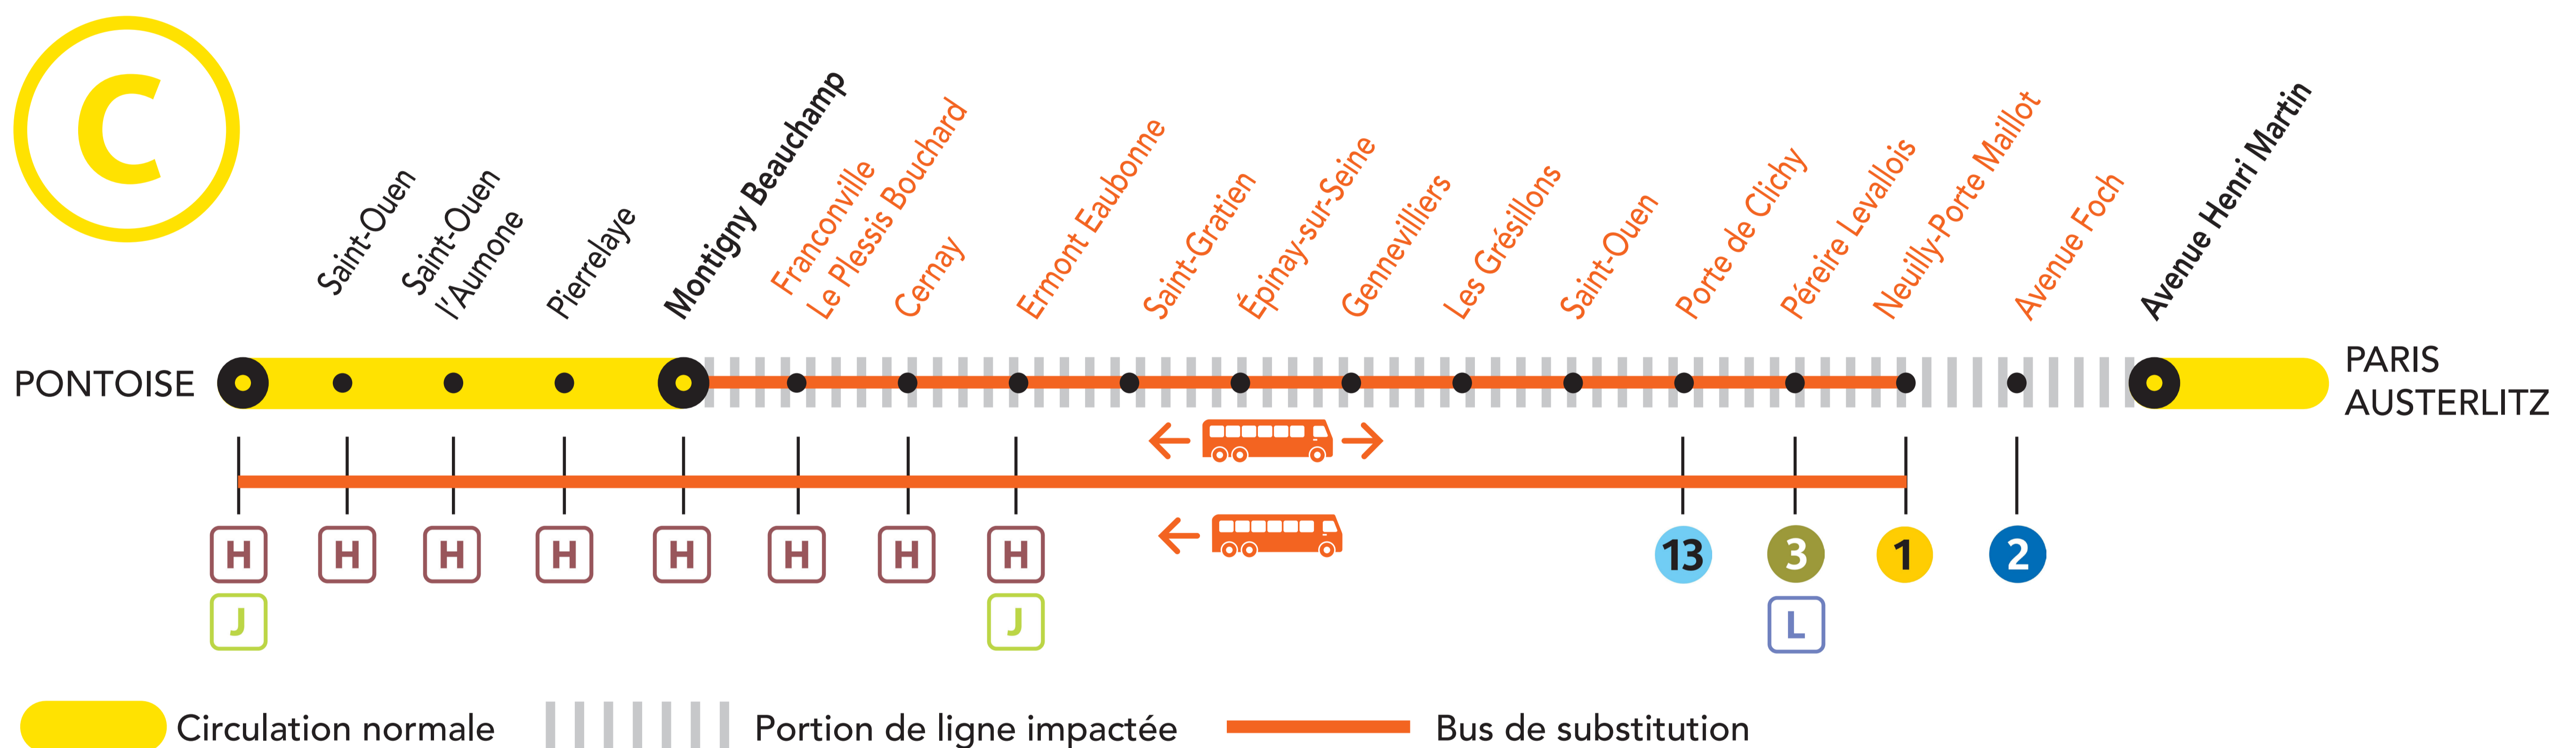 C
Saint-Ouen
Saint-Ouen
l'Aumone
Pierrelaye
Montigny Beauchamp
Franconville
Le Plessis Bouchard
Cernay
Ermont Eaubonne
Saint-Gratien
Épinay-sur-Seine
Gennevilliers
Les Grésillons
Saint-Ouen
Porte de Clichy
Péreire Levallois
Neuilly-Porte Maillot
Avenue Foch
Avenue Henri Martin
PONTOISE
PARIS
AUSTERLITZ
H H H H H H H H 13 3 1 2
J J L
Circulation normale Portion de ligne impactée Bus de substitution